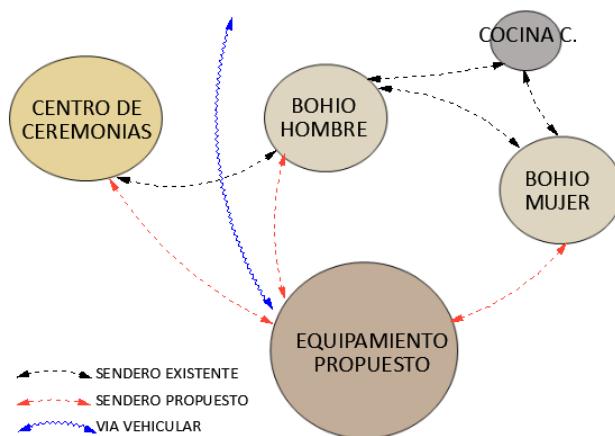 COCINA C.
CENTRO DE
CEREMONIAS
BOHIO
HOMBRE
BOHIO
MUJER
EQUIPAMIENTO
PROPUESTO
SENDERO EXISTENTE
SENDERO PROPUESTO
VIA VEHICULAR